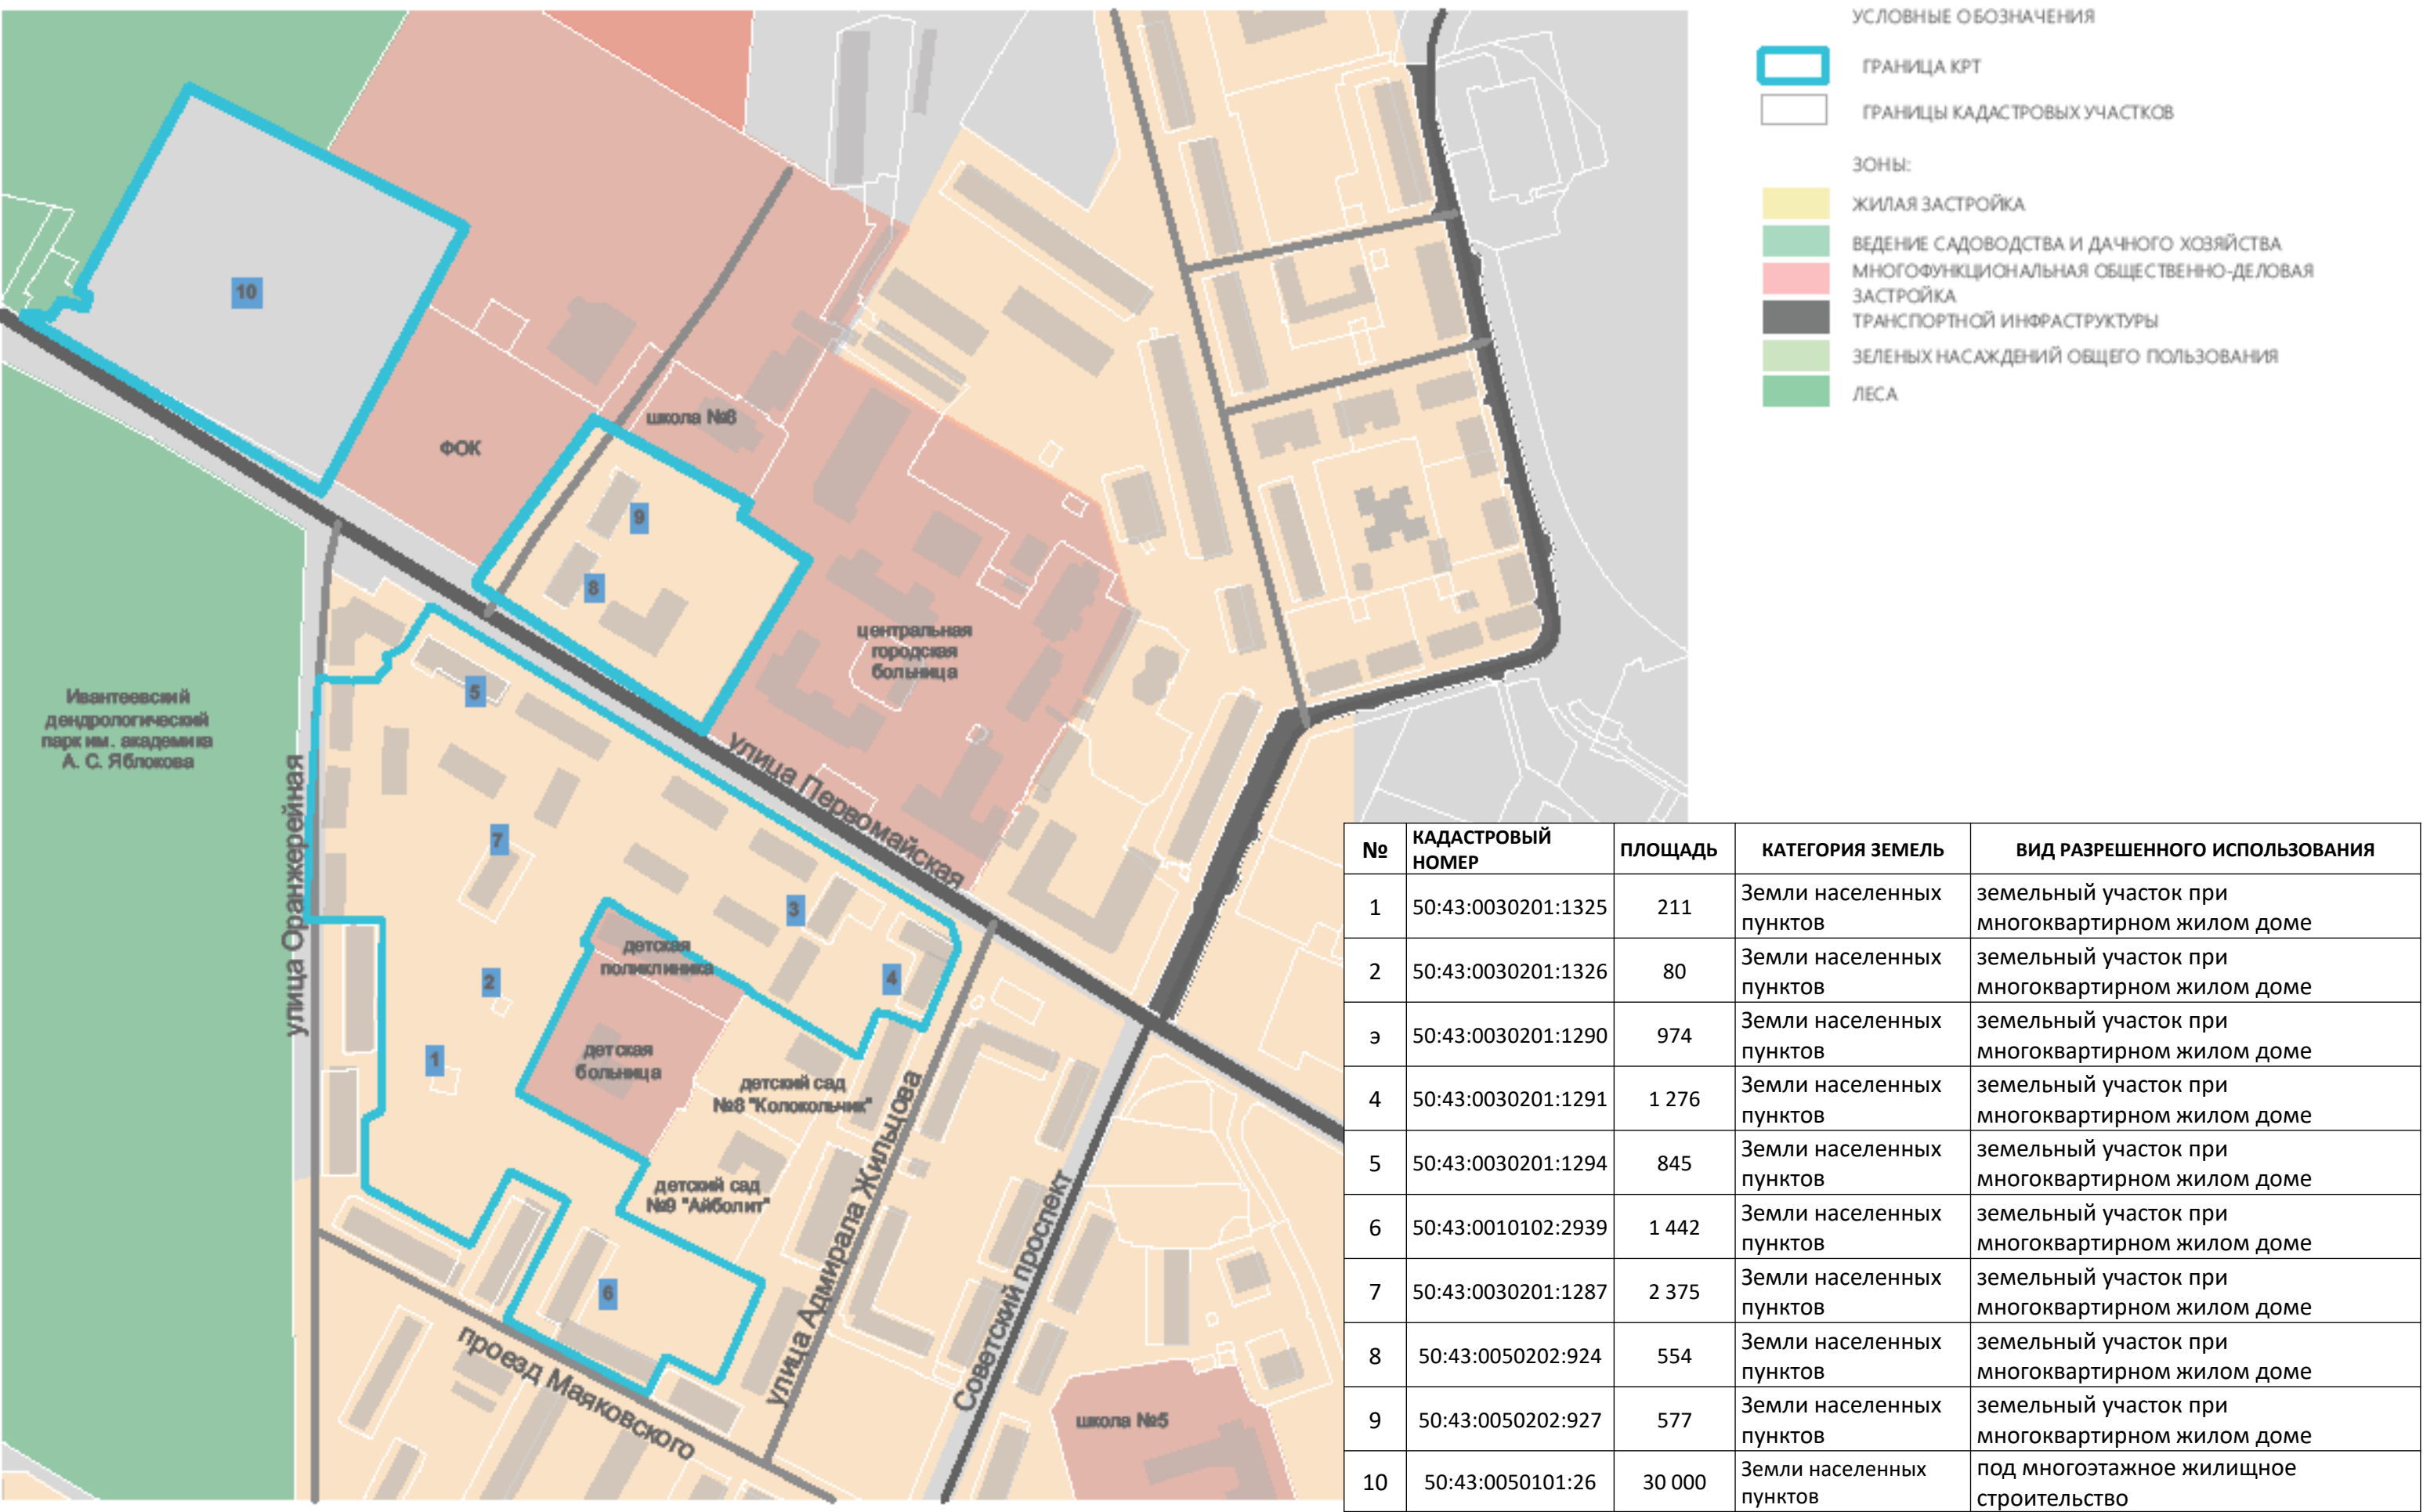 УСЛОВНЫЕ ОБОЗНАЧЕНИЯ
ГРАНИЦА КРТ
ГРАНИЦЫ КАДАСТРОВЫХ УЧАСТКОВ
ЗОНЫ:
ЖИЛАЯ ЗАСТРОЙКА
ВЕДЕНИЕ САДОВОДСТВА И ДАЧНОГО ХОЗЯЙСТВА
МНОГОФУНКЦИОНАЛЬНАЯ ОБЩЕСТВЕННО-ДЕЛОВАЯ
ЗАСТРОЙКА
ТРАНСПОРТНОЙ ИНФРАСТРУКТУРЫ
ЗЕЛЕНЫХ НАСАЖДЕНИЙ ОБЩЕГО ПОЛЬЗОВАНИЯ
ЛЕСА
10
школа №8
ФОК
9
8
центральная
городская
больница
5
Ивантеевский
дендрологический
парк им. академика
А. С. Яблокова
улица Оранжерейная
улица Первомайская
7
3
детская
поликлиника
4
2
1
детская
больница
детский сад
№8 "Колокольчик"
детский сад
№9 "Айболит"
6
улица Адмирала Жильцова
Советский проспект
проезд Маяковского
школа №5
№ КАДАСТРОВЫЙ НОМЕР ПЛОЩАДЬ КАТЕГОРИЯ ЗЕМЕЛЬ ВИД РАЗРЕШЕННОГО ИСПОЛЬЗОВАНИЯ
1 50:43:0030201:1325 211 Земли населенных пунктов земельный участок при многоквартирном жилом доме
2 50:43:0030201:1326 80 Земли населенных пунктов земельный участок при многоквартирном жилом доме
э 50:43:0030201:1290 974 Земли населенных пунктов земельный участок при многоквартирном жилом доме
4 50:43:0030201:1291 1 276 Земли населенных пунктов земельный участок при многоквартирном жилом доме
5 50:43:0030201:1294 845 Земли населенных пунктов земельный участок при многоквартирном жилом доме
6 50:43:0010102:2939 1 442 Земли населенных пунктов земельный участок при многоквартирном жилом доме
7 50:43:0030201:1287 2 375 Земли населенных пунктов земельный участок при многоквартирном жилом доме
8 50:43:0050202:924 554 Земли населенных пунктов земельный участок при многоквартирном жилом доме
9 50:43:0050202:927 577 Земли населенных пунктов земельный участок при многоквартирном жилом доме
10 50:43:0050101:26 30 000 Земли населенных пунктов под многоэтажное жилищное строительство